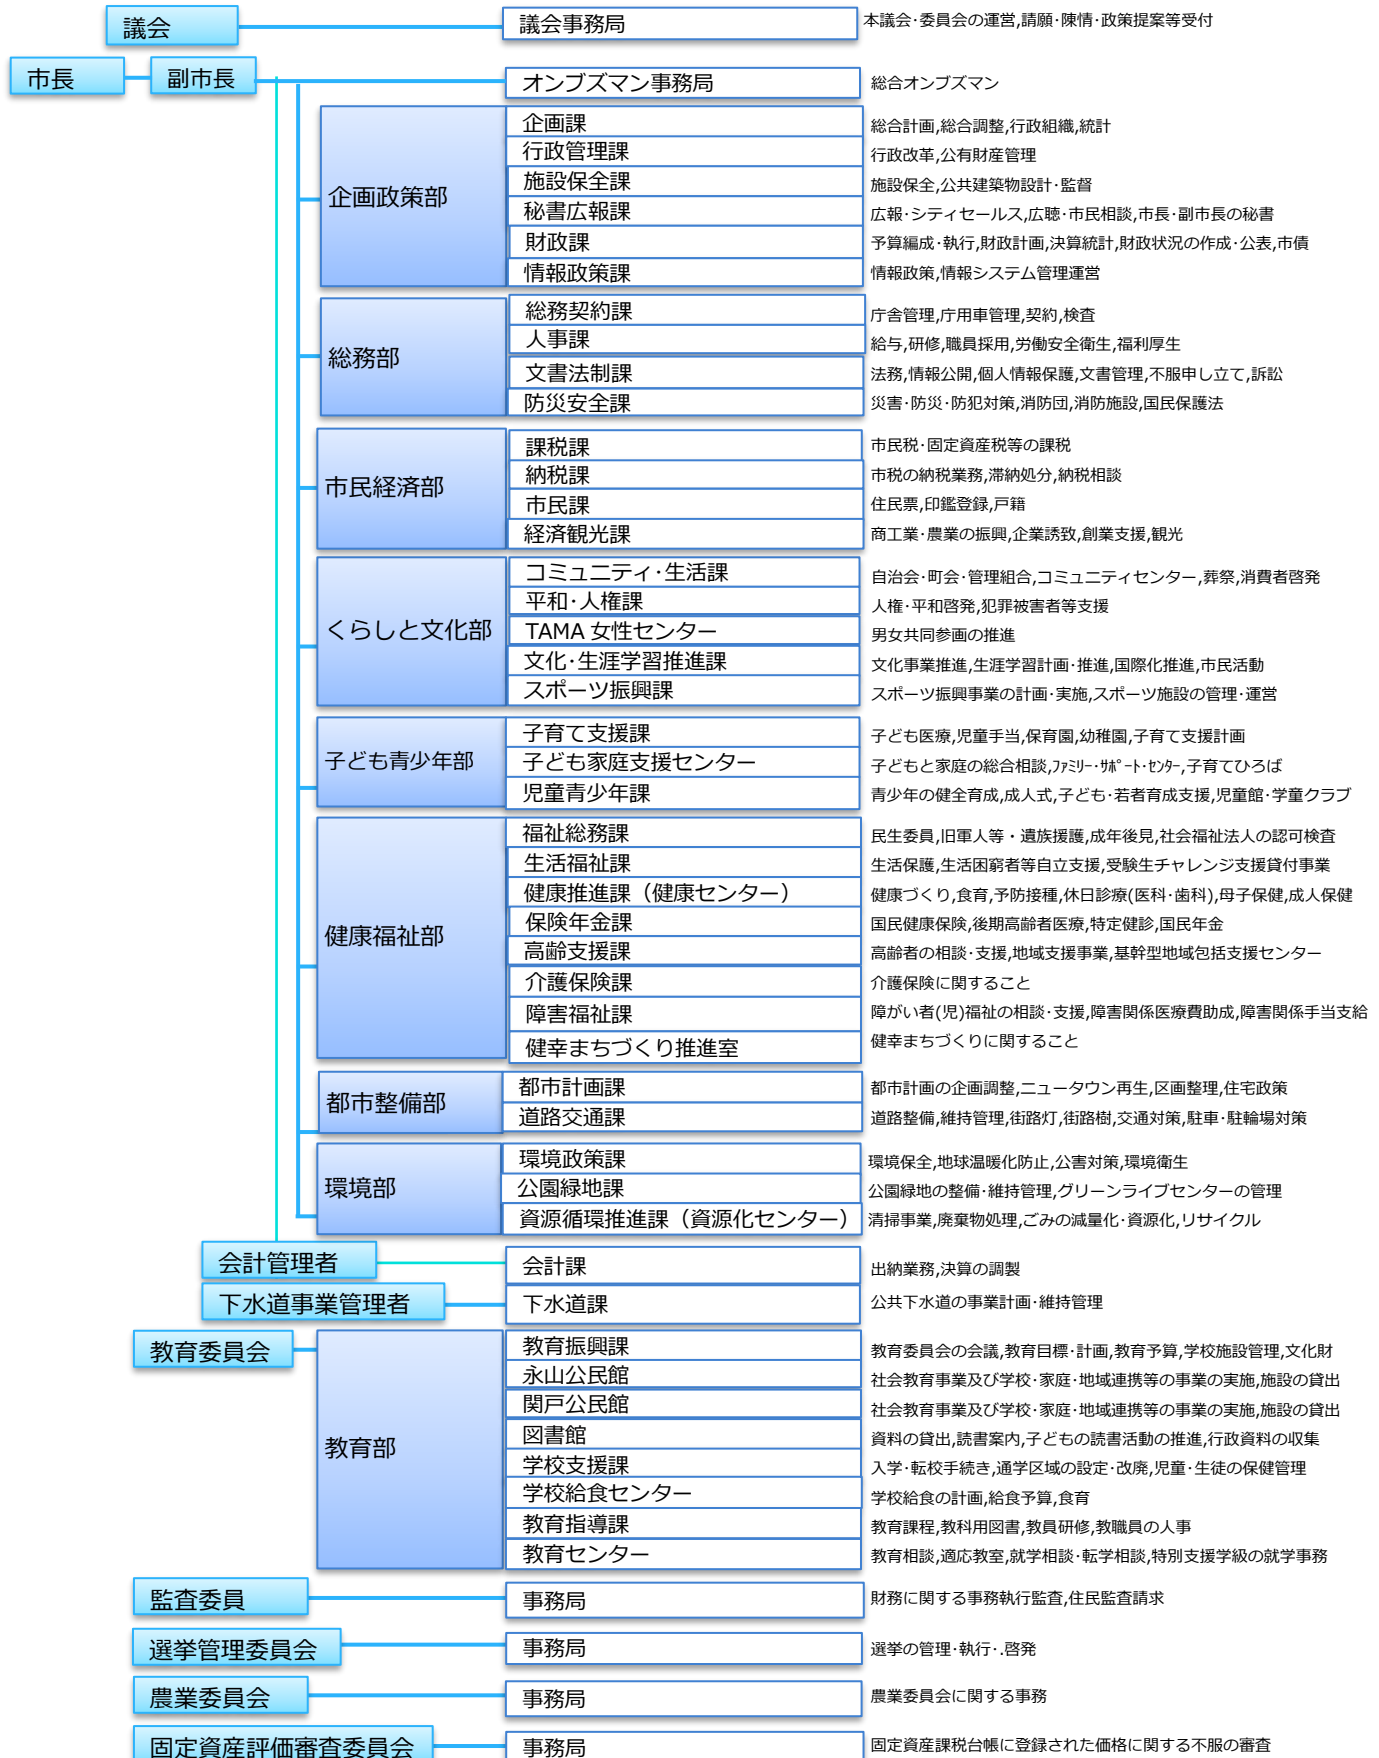 議会 議会事務局 本議会･委員会の運営,請願･陳情･政策提案等受付
市長 副市長 オンブズマン事務局 総合オンブズマン
企画政策部
企画課 総合計画,総合調整,行政組織,統計
行政管理課 行政改革,公有財産管理
施設保全課 施設保全,公共建築物設計･監督
秘書広報課 広報･シティセールス,広聴･市民相談,市長･副市長の秘書
財政課 予算編成･執行,財政計画,決算統計,財政状況の作成･公表,市債
情報政策課 情報政策,情報システム管理運営
総務部
総務契約課 庁舎管理,庁用車管理,契約,検査
人事課 給与,研修,職員採用,労働安全衛生,福利厚生
文書法制課 法務,情報公開,個人情報保護,文書管理,不服申し立て,訴訟
防災安全課 災害･防災･防犯対策,消防団,消防施設,国民保護法
市民経済部
課税課 市民税･固定資産税等の課税
納税課 市税の納税業務,滞納処分,納税相談
市民課 住民票,印鑑登録,戸籍
経済観光課 商工業･農業の振興,企業誘致,創業支援,観光
くらしと文化部
コミュニティ･生活課 自治会･町会･管理組合,コミュニティセンター,葬祭,消費者啓発
平和･人権課 人権･平和啓発,犯罪被害者等支援
TAMA 女性センター 男女共同参画の推進
文化･生涯学習推進課 文化事業推進,生涯学習計画･推進,国際化推進,市民活動
スポーツ振興課 スポーツ振興事業の計画･実施,スポーツ施設の管理･運営
子ども青少年部
子育て支援課 子ども医療,児童手当,保育園,幼稚園,子育て支援計画
子ども家庭支援センター 子どもと家庭の総合相談,ﾌｧﾐﾘｰ･ｻﾎﾟｰﾄ･ｾﾝﾀｰ,子育てひろば
児童青少年課 青少年の健全育成,成人式,子ども･若者育成支援,児童館･学童クラブ
健康福祉部
福祉総務課 民生委員,旧軍人等・遺族援護,成年後見,社会福祉法人の認可検査
生活福祉課 生活保護,生活困窮者等自立支援,受験生チャレンジ支援貸付事業
健康推進課（健康センター） 健康づくり,食育,予防接種,休日診療(医科･歯科),母子保健,成人保健
保険年金課 国民健康保険,後期高齢者医療,特定健診,国民年金
高齢支援課 高齢者の相談･支援,地域支援事業,基幹型地域包括支援センター
介護保険課 介護保険に関すること
障害福祉課 障がい者(児)福祉の相談･支援,障害関係医療費助成,障害関係手当支給
健幸まちづくり推進室 健幸まちづくりに関すること
都市整備部
都市計画課 都市計画の企画調整,ニュータウン再生,区画整理,住宅政策
道路交通課 道路整備,維持管理,街路灯,街路樹,交通対策,駐車･駐輪場対策
環境部
環境政策課 環境保全,地球温暖化防止,公害対策,環境衛生
公園緑地課 公園緑地の整備･維持管理,グリーンライブセンターの管理
資源循環推進課（資源化センター） 清掃事業,廃棄物処理,ごみの減量化･資源化,リサイクル
会計管理者 会計課 出納業務,決算の調製
下水道事業管理者 下水道課 公共下水道の事業計画･維持管理
教育委員会
教育部
教育振興課 教育委員会の会議,教育目標･計画,教育予算,学校施設管理,文化財
永山公民館 社会教育事業及び学校･家庭･地域連携等の事業の実施,施設の貸出
関戸公民館 社会教育事業及び学校･家庭･地域連携等の事業の実施,施設の貸出
図書館 資料の貸出,読書案内,子どもの読書活動の推進,行政資料の収集
学校支援課 入学･転校手続き,通学区域の設定･改廃,児童･生徒の保健管理
学校給食センター 学校給食の計画,給食予算,食育
教育指導課 教育課程,教科用図書,教員研修,教職員の人事
教育センター 教育相談,適応教室,就学相談･転学相談,特別支援学級の就学事務
監査委員 事務局 財務に関する事務執行監査,住民監査請求
選挙管理委員会 事務局 選挙の管理･執行･.啓発
農業委員会 事務局 農業委員会に関する事務
固定資産評価審査委員会 事務局 固定資産課税台帳に登録された価格に関する不服の審査